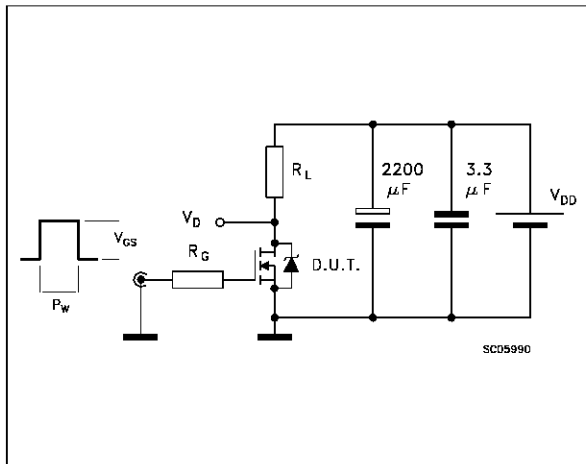 R_L
2200
μF
3.3
μF
V_DD
V_D
V_GS
R_G
D.U.T.
P_W
SC05990